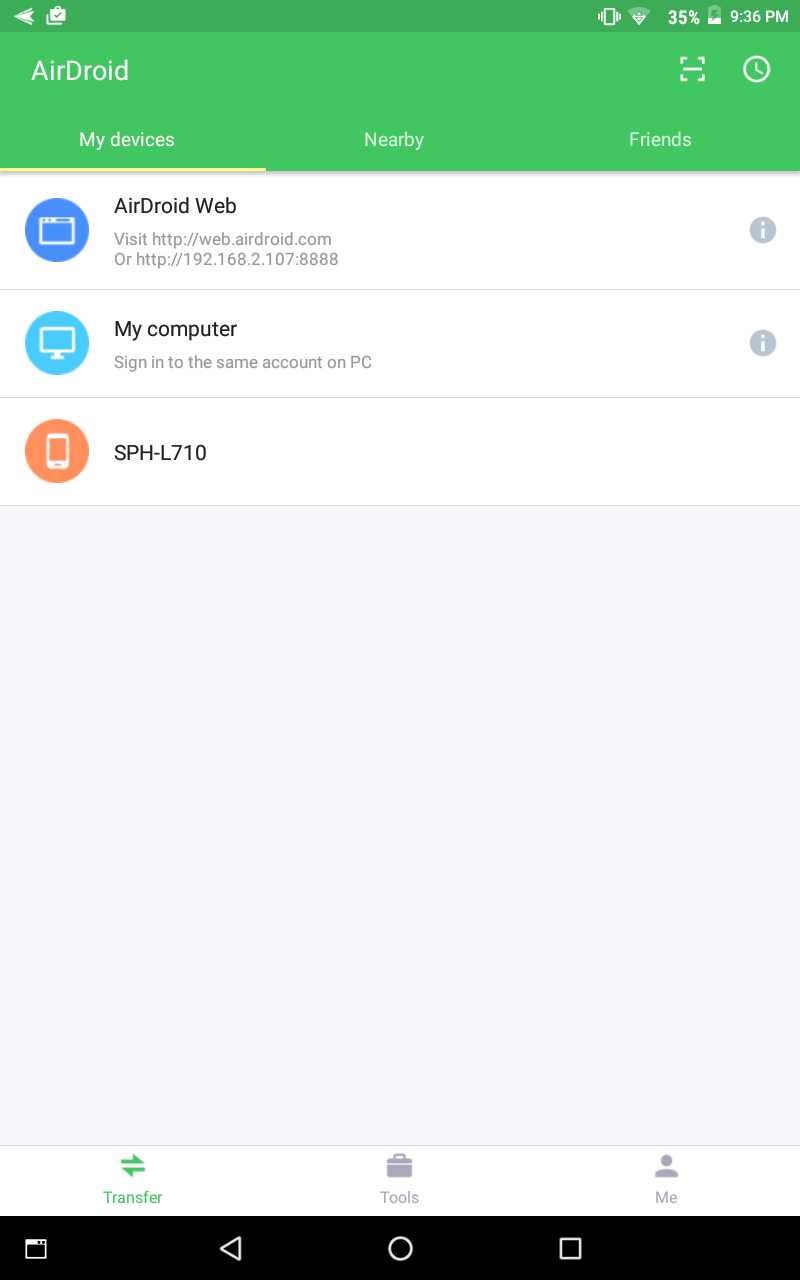 35% 9:36 PM
AirDroid
My devices Nearby Friends
AirDroid Web
Visit http://web.airdroid.com
Or http://192.168.2.107:8888
My computer
Sign in to the same account on PC
SPH-L710
Transfer Tools Me